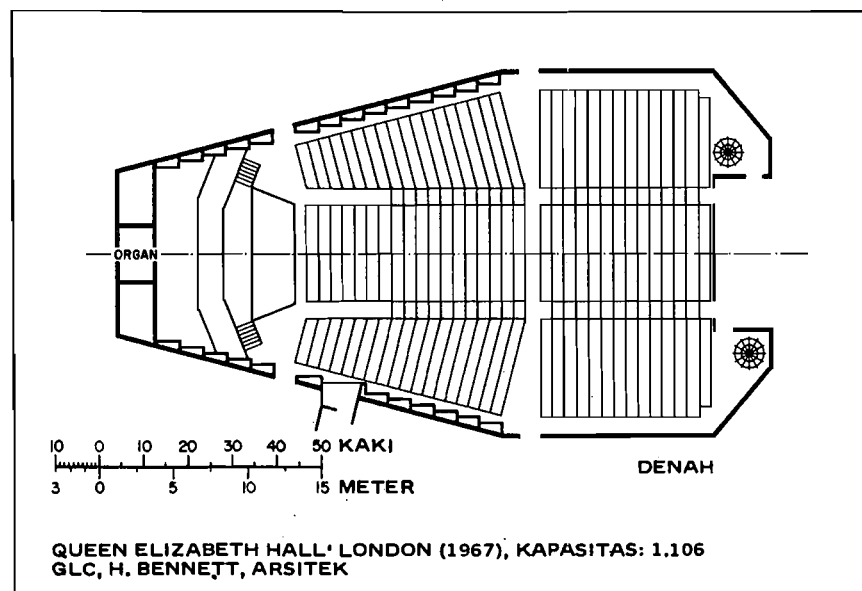 ORGAN
10 0 10 20 30 40 50 KAKI
3 0 5 10 15 METER
DENAH
QUEEN ELIZABETH HALL' LONDON (1967), KAPASITAS: 1.106
GLC, H. BENNETT, ARSITEK